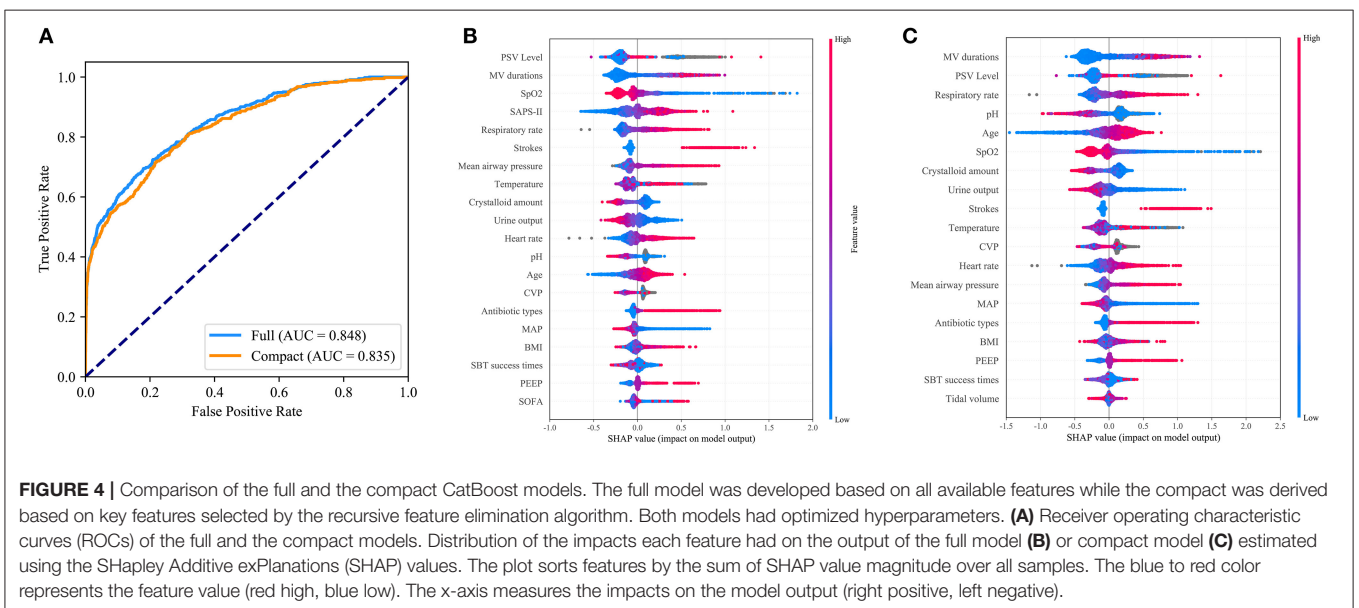 A
1.0
0.8
0.6
0.4
0.2
0.0
True Positive Rate
Full (AUC = 0.848)
Compact (AUC = 0.835)
0.0 0.2 0.4 0.6 0.8 1.0
False Positive Rate
B
PSV Level
MV durations
SpO2
SAPS-II
Respiratory rate
Strokes
Mean airway pressure
Temperature
Crystalloid amount
Urine output
Heart rate
pH
Age
CVP
Antibiotic types
MAP
BMI
SBT success times
PEEP
SOFA
-1.0 -0.5 0.0 0.5 1.0 1.5 2.0
SHAP value (impact on model output)
High
Feature value
Low
C
MV durations
PSV Level
Respiratory rate
pH
Age
SpO2
Crystalloid amount
Urine output
Strokes
Temperature
CVP
Heart rate
Mean airway pressure
MAP
Antibiotic types
BMI
PEEP
SBT success times
Tidal volume
-1.5 -1.0 -0.5 0.0 0.5 1.0 1.5 2.0 2.5
SHAP value (impact on model output)
High
Low
FIGURE 4 | Comparison of the full and the compact CatBoost models. The full model was developed based on all available features while the compact was derived
based on key features selected by the recursive feature elimination algorithm. Both models had optimized hyperparameters. (A) Receiver operating characteristic
curves (ROCs) of the full and the compact models. Distribution of the impacts each feature had on the output of the full model (B) or compact model (C) estimated
using the SHapley Additive exPlanations (SHAP) values. The plot sorts features by the sum of SHAP value magnitude over all samples. The blue to red color
represents the feature value (red high, blue low). The x-axis measures the impacts on the model output (right positive, left negative).